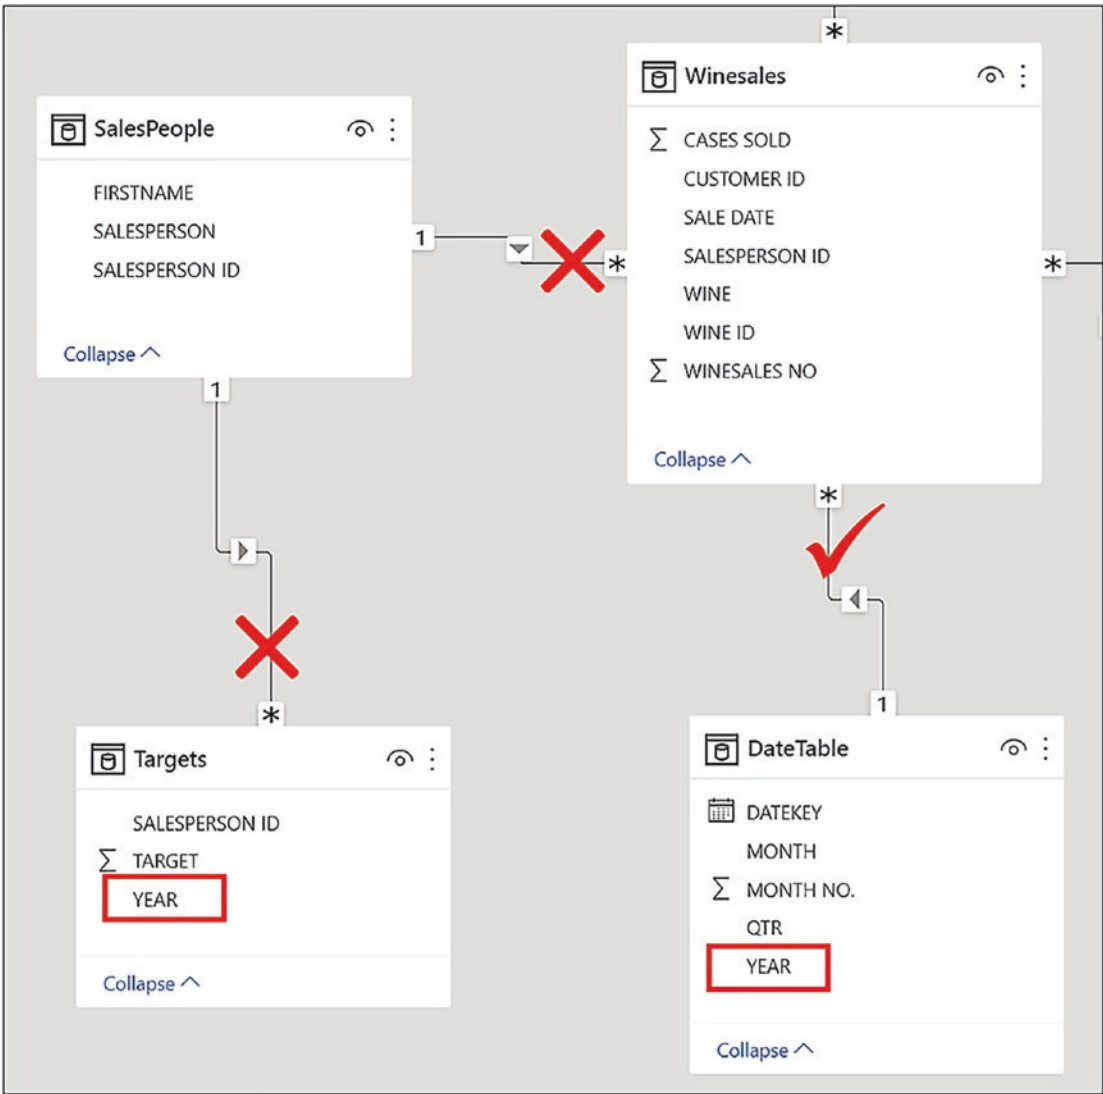 *
Winesales
Σ CASES SOLD
CUSTOMER ID
SALE DATE
SALESPERSON ID
WINE
WINE ID
Σ WINESALES NO
Collapse
SalesPeople
FIRSTNAME
SALESPERSON
SALESPERSON ID
Collapse
1
*
*
1
*
*
1
Targets
SALESPERSON ID
Σ TARGET
YEAR
Collapse
DateTable
DATEKEY
MONTH
Σ MONTH NO.
QTR
YEAR
Collapse